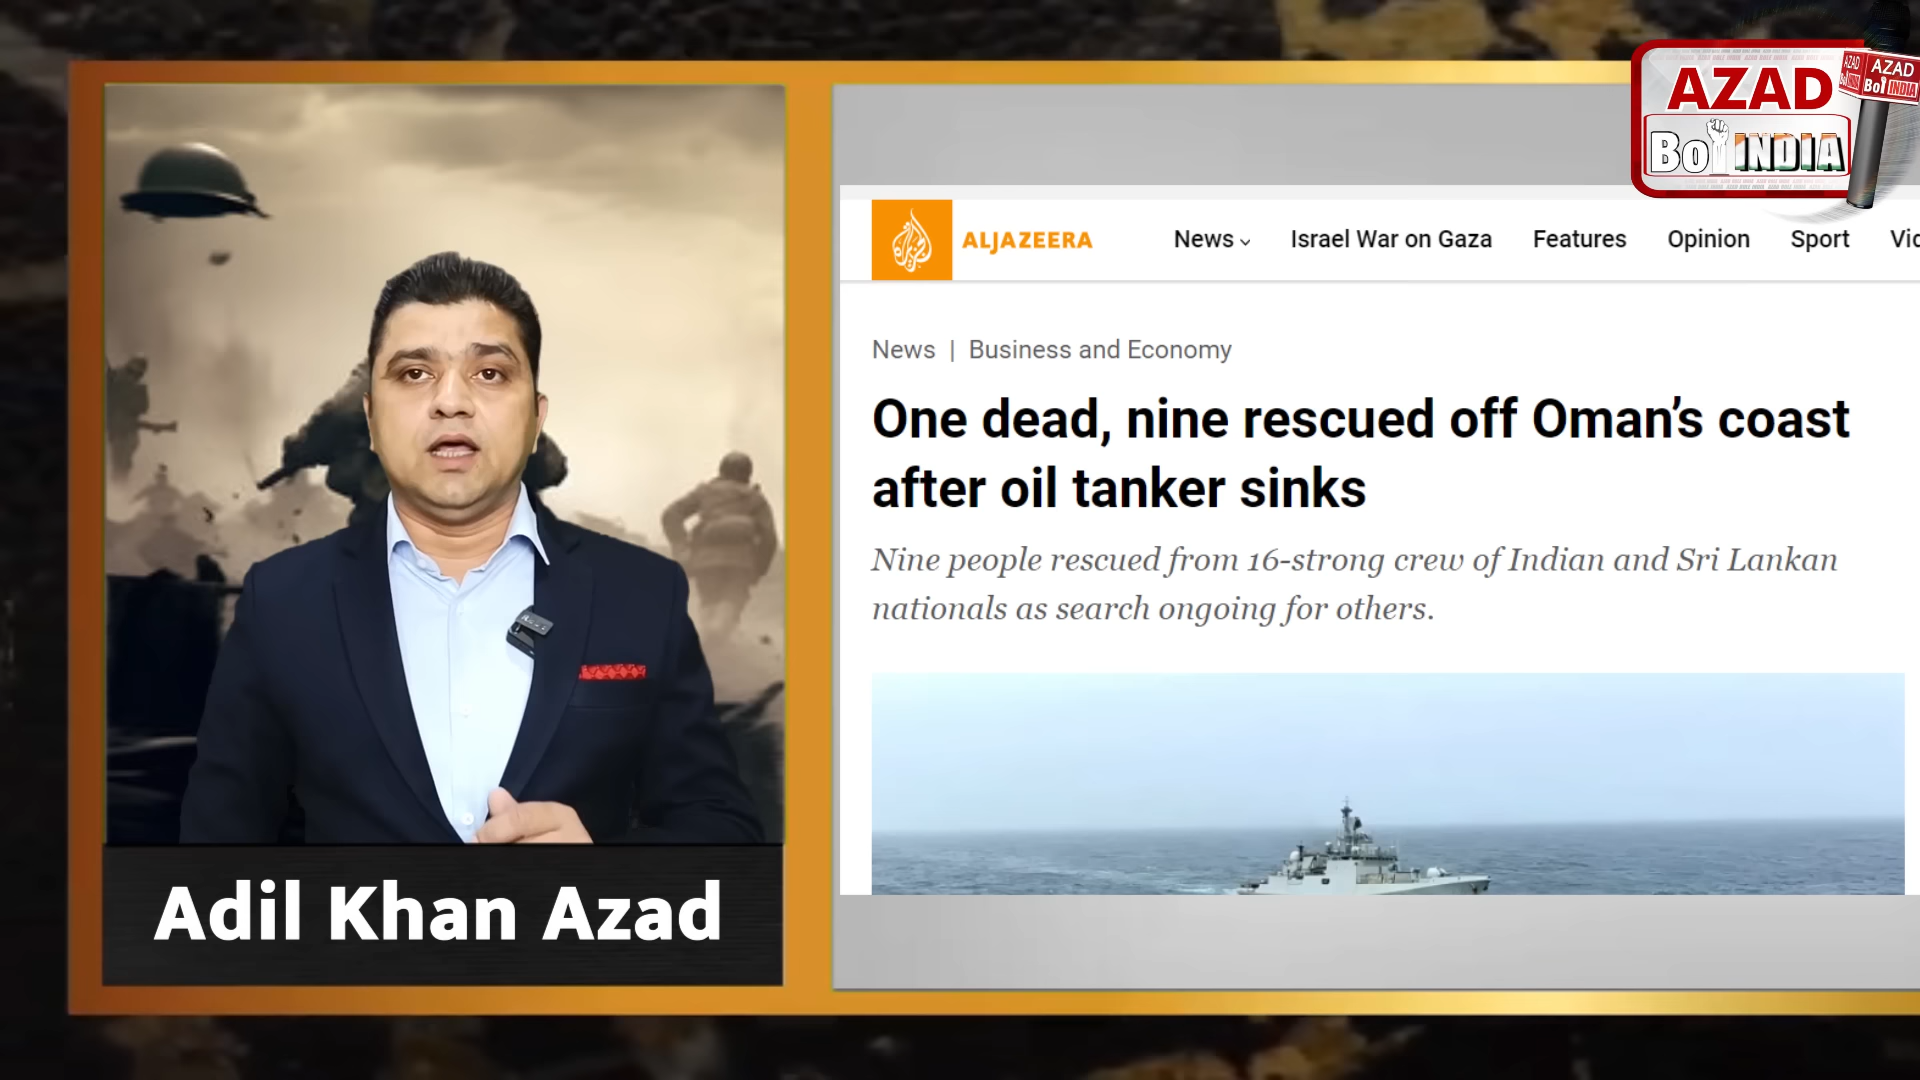 AZAD
Bol INDIA
AZAD
AZAD
Bol INDIA
ALJAZEERA
News
Israel War on Gaza
Features
Opinion
Sport
News | Business and Economy
One dead, nine rescued off Oman’s coast
after oil tanker sinks
Nine people rescued from 16-strong crew of Indian and Sri Lankan
nationals as search ongoing for others.
Adil Khan Azad